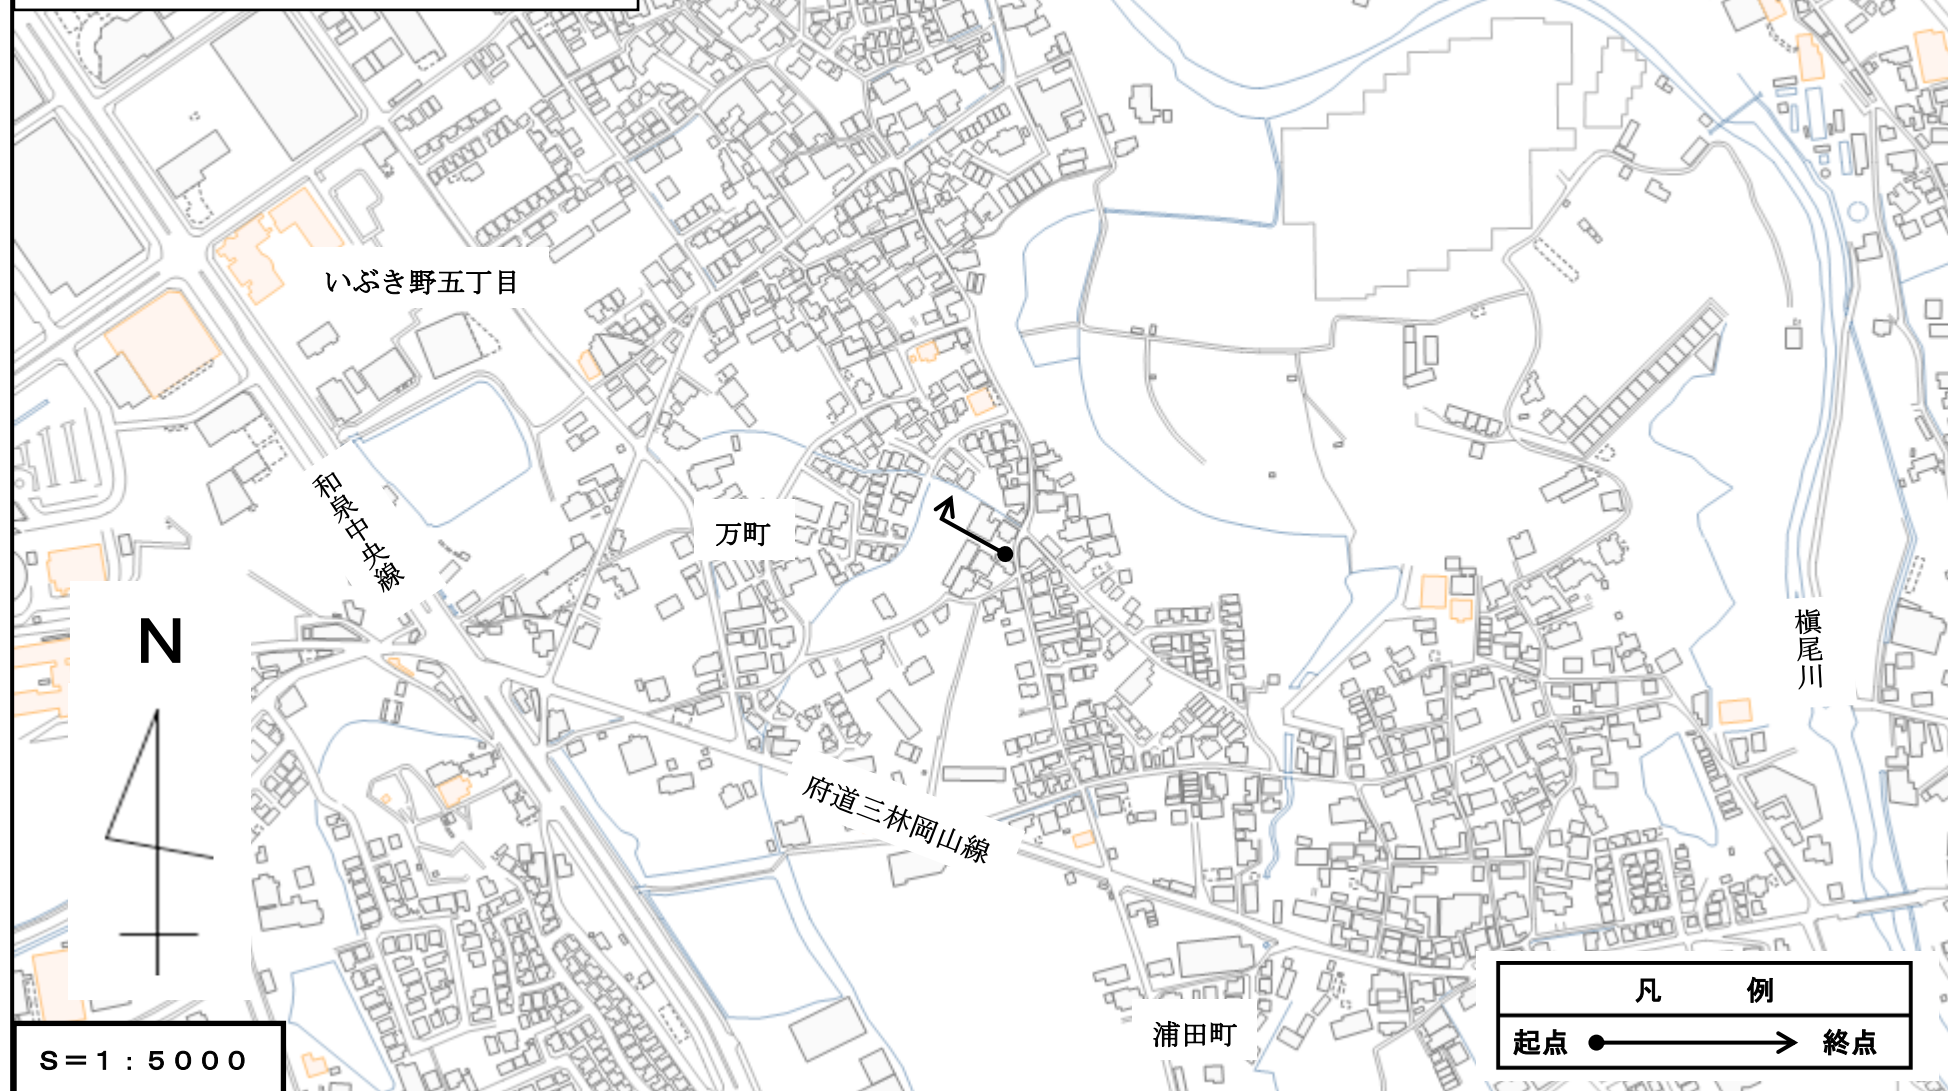 いぶき野五丁目
和泉中央線
万町
N
槇尾川
府道三林岡山線
凡 例
起点 終点
浦田町
S=1:5000